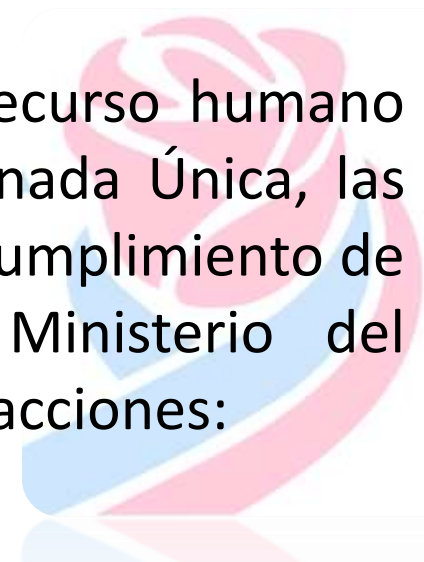 ecurso humano
nada Única, las
umplimiento de
Ministerio del
acciones: